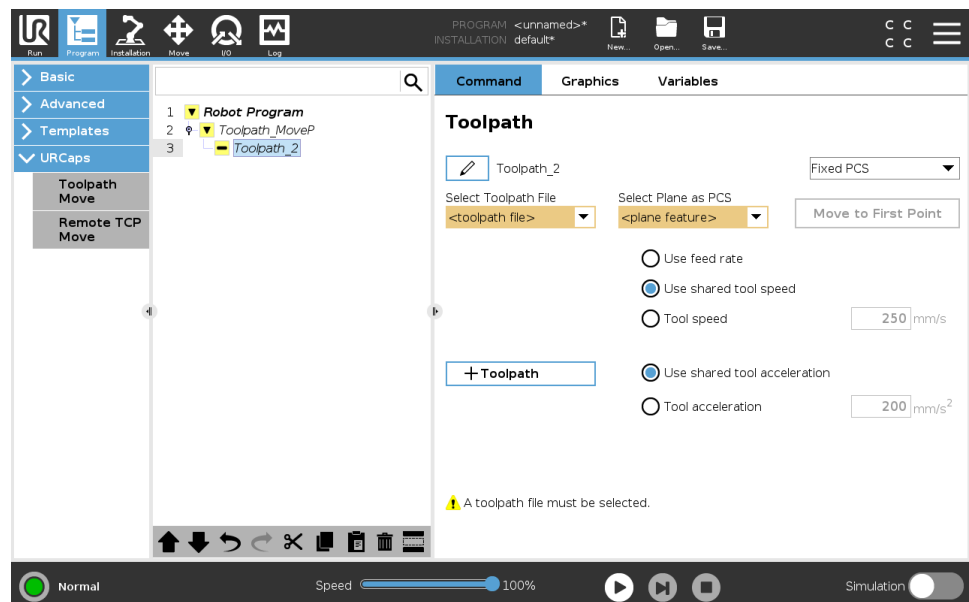 PROGRAM <unnamed>*
INSTALLATION default*
C C
C C
UR
Run
Program
Installation
Move
I/O
Log
New...
Open...
Save...
Basic
Advanced
Templates
URCaps
Toolpath
Move
Remote TCP
Move
1 Robot Program
2 Toolpath_MoveP
3 Toolpath_2
Command Graphics Variables
Toolpath
Toolpath_2 Fixed PCS
Select Toolpath File Select Plane as PCS
<toolpath file> <plane feature> Move to First Point
Use feed rate
Use shared tool speed
Tool speed 250 mm/s
+Toolpath Use shared tool acceleration
Tool acceleration 200 mm/s²
A toolpath file must be selected.
Normal Speed 100% Simulation